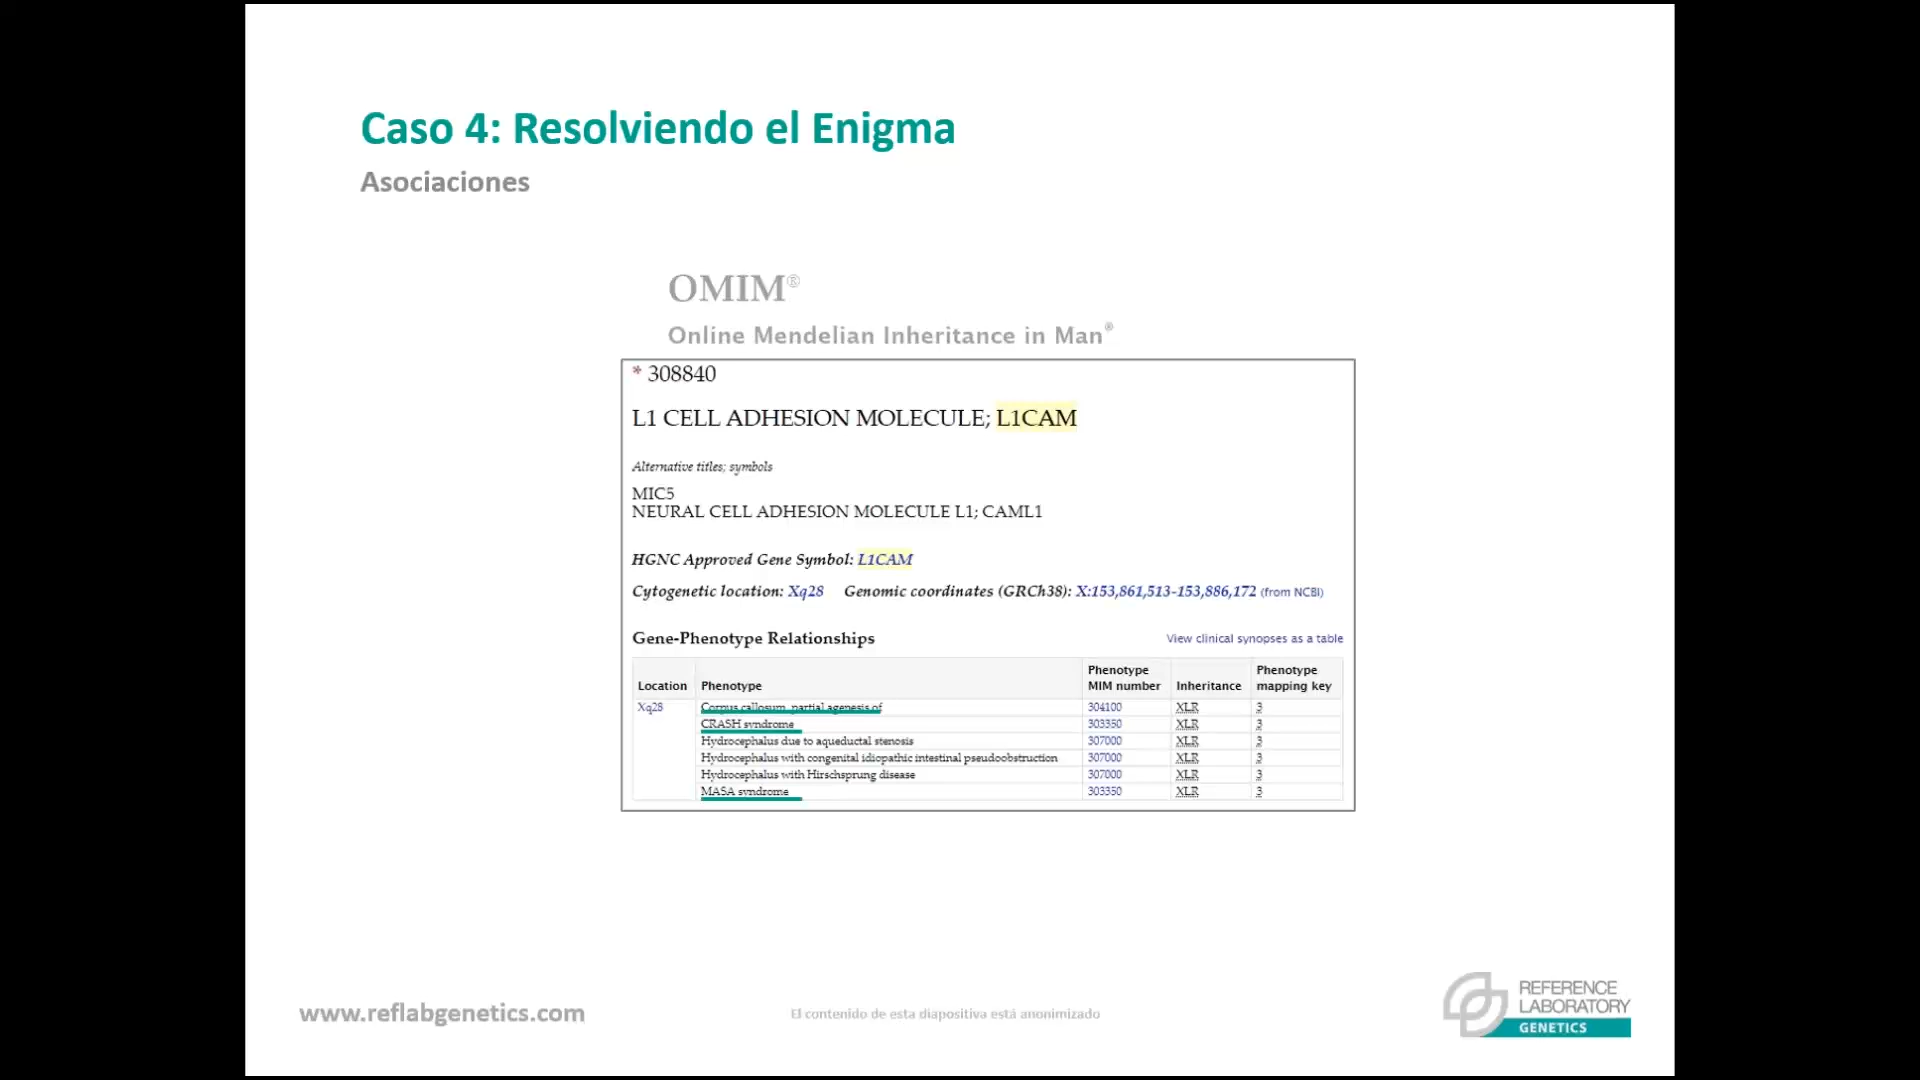 Caso 4: Resolviendo el Enigma
Asociaciones
OMIM®
Online Mendelian Inheritance in Man®
* 308840
L1 CELL ADHESION MOLECULE; L1CAM
Alternative titles; symbols
MIC5
NEURAL CELL ADHESION MOLECULE L1; CAML1
HGNC Approved Gene Symbol: L1CAM
Cytogenetic location: Xq28 Genomic coordinates (GRCh38): X:153,861,513-153,886,172 (from NCBI)
Gene-Phenotype Relationships View clinical synopses as a table
Location Phenotype Phenotype MIM number Inheritance Phenotype mapping key
Xq28 Corpus callosum, partial agenesis of 304100 XLR 3
CRASH syndrome 303350 XLR 3
Hydrocephalus due to aqueductal stenosis 307000 XLR 3
Hydrocephalus with congenital idiopathic intestinal pseudoobstruction 307000 XLR 3
Hydrocephalus with Hirschsprung disease 307000 XLR 3
MASA syndrome 303350 XLR 3
www.reflabgenetics.com
El contenido de esta diapositiva está anonimizado
REFERENCE
LABORATORY
GENETICS